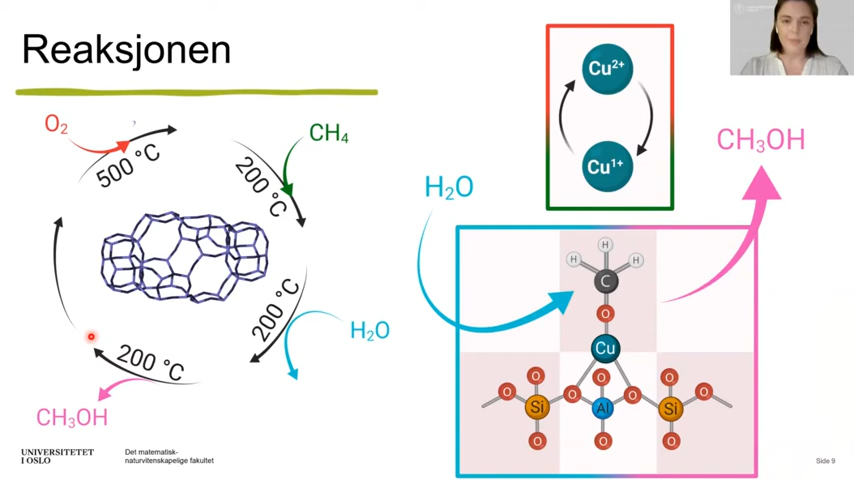 Reaksjonen
O₂
500 °C
CH₄
200 °C
200 °C
H₂O
200 °C
CH₃OH
Cu²⁺
Cu¹⁺
H₂O
CH₃OH
H
H
H
C
O
Cu
O
O
O
O
O
O
O
Si
Al
Si
O
O
O
UNIVERSITETET
I OSLO
Det matematisk-
naturvitenskapelige fakultet
Side 9